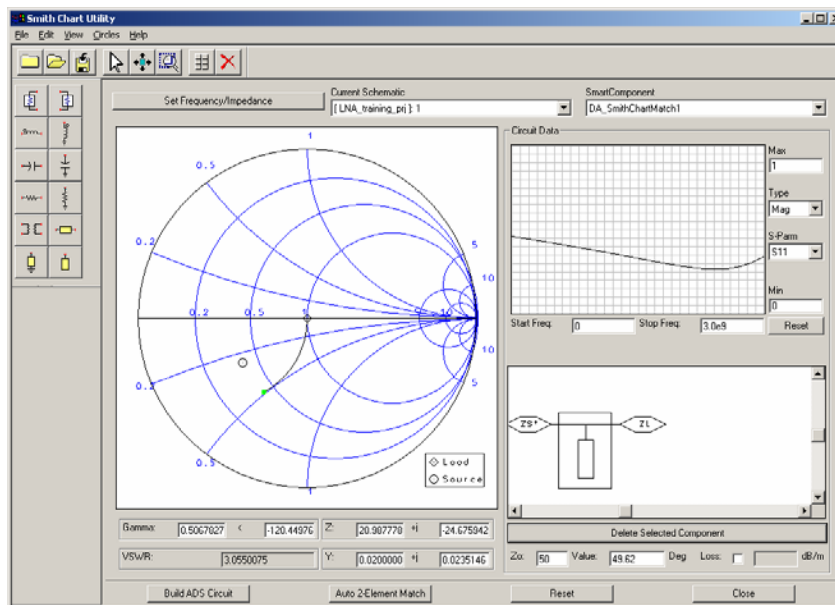 Smith Chart Utility
File Edit View Circles Help
Set Frequency/Impedance
Current Schematic
[ LNA_training_prj ]: 1
SmartComponent
DA_SmithChartMatch1
Circuit Data
Max
1
Type
Mag
S-Parm
S11
Min
0
Start Freq: 0 Stop Freq: 3.0e9 Reset
1
0.5
0.2
5
10
0.2 0.5 1 5 10
10
5
0.2
0.5
1
Load
Source
ZS* ZL
Gamma: 0.5067827 < -120.44976 Z: 20.987778 +j -24.675942
VSWR: 3.0550075 Y: 0.0200000 +j 0.0235146
Delete Selected Component
Zo: 50 Value: 49.62 Deg Loss: dB/m
Build ADS Circuit Auto 2-Element Match Reset Close